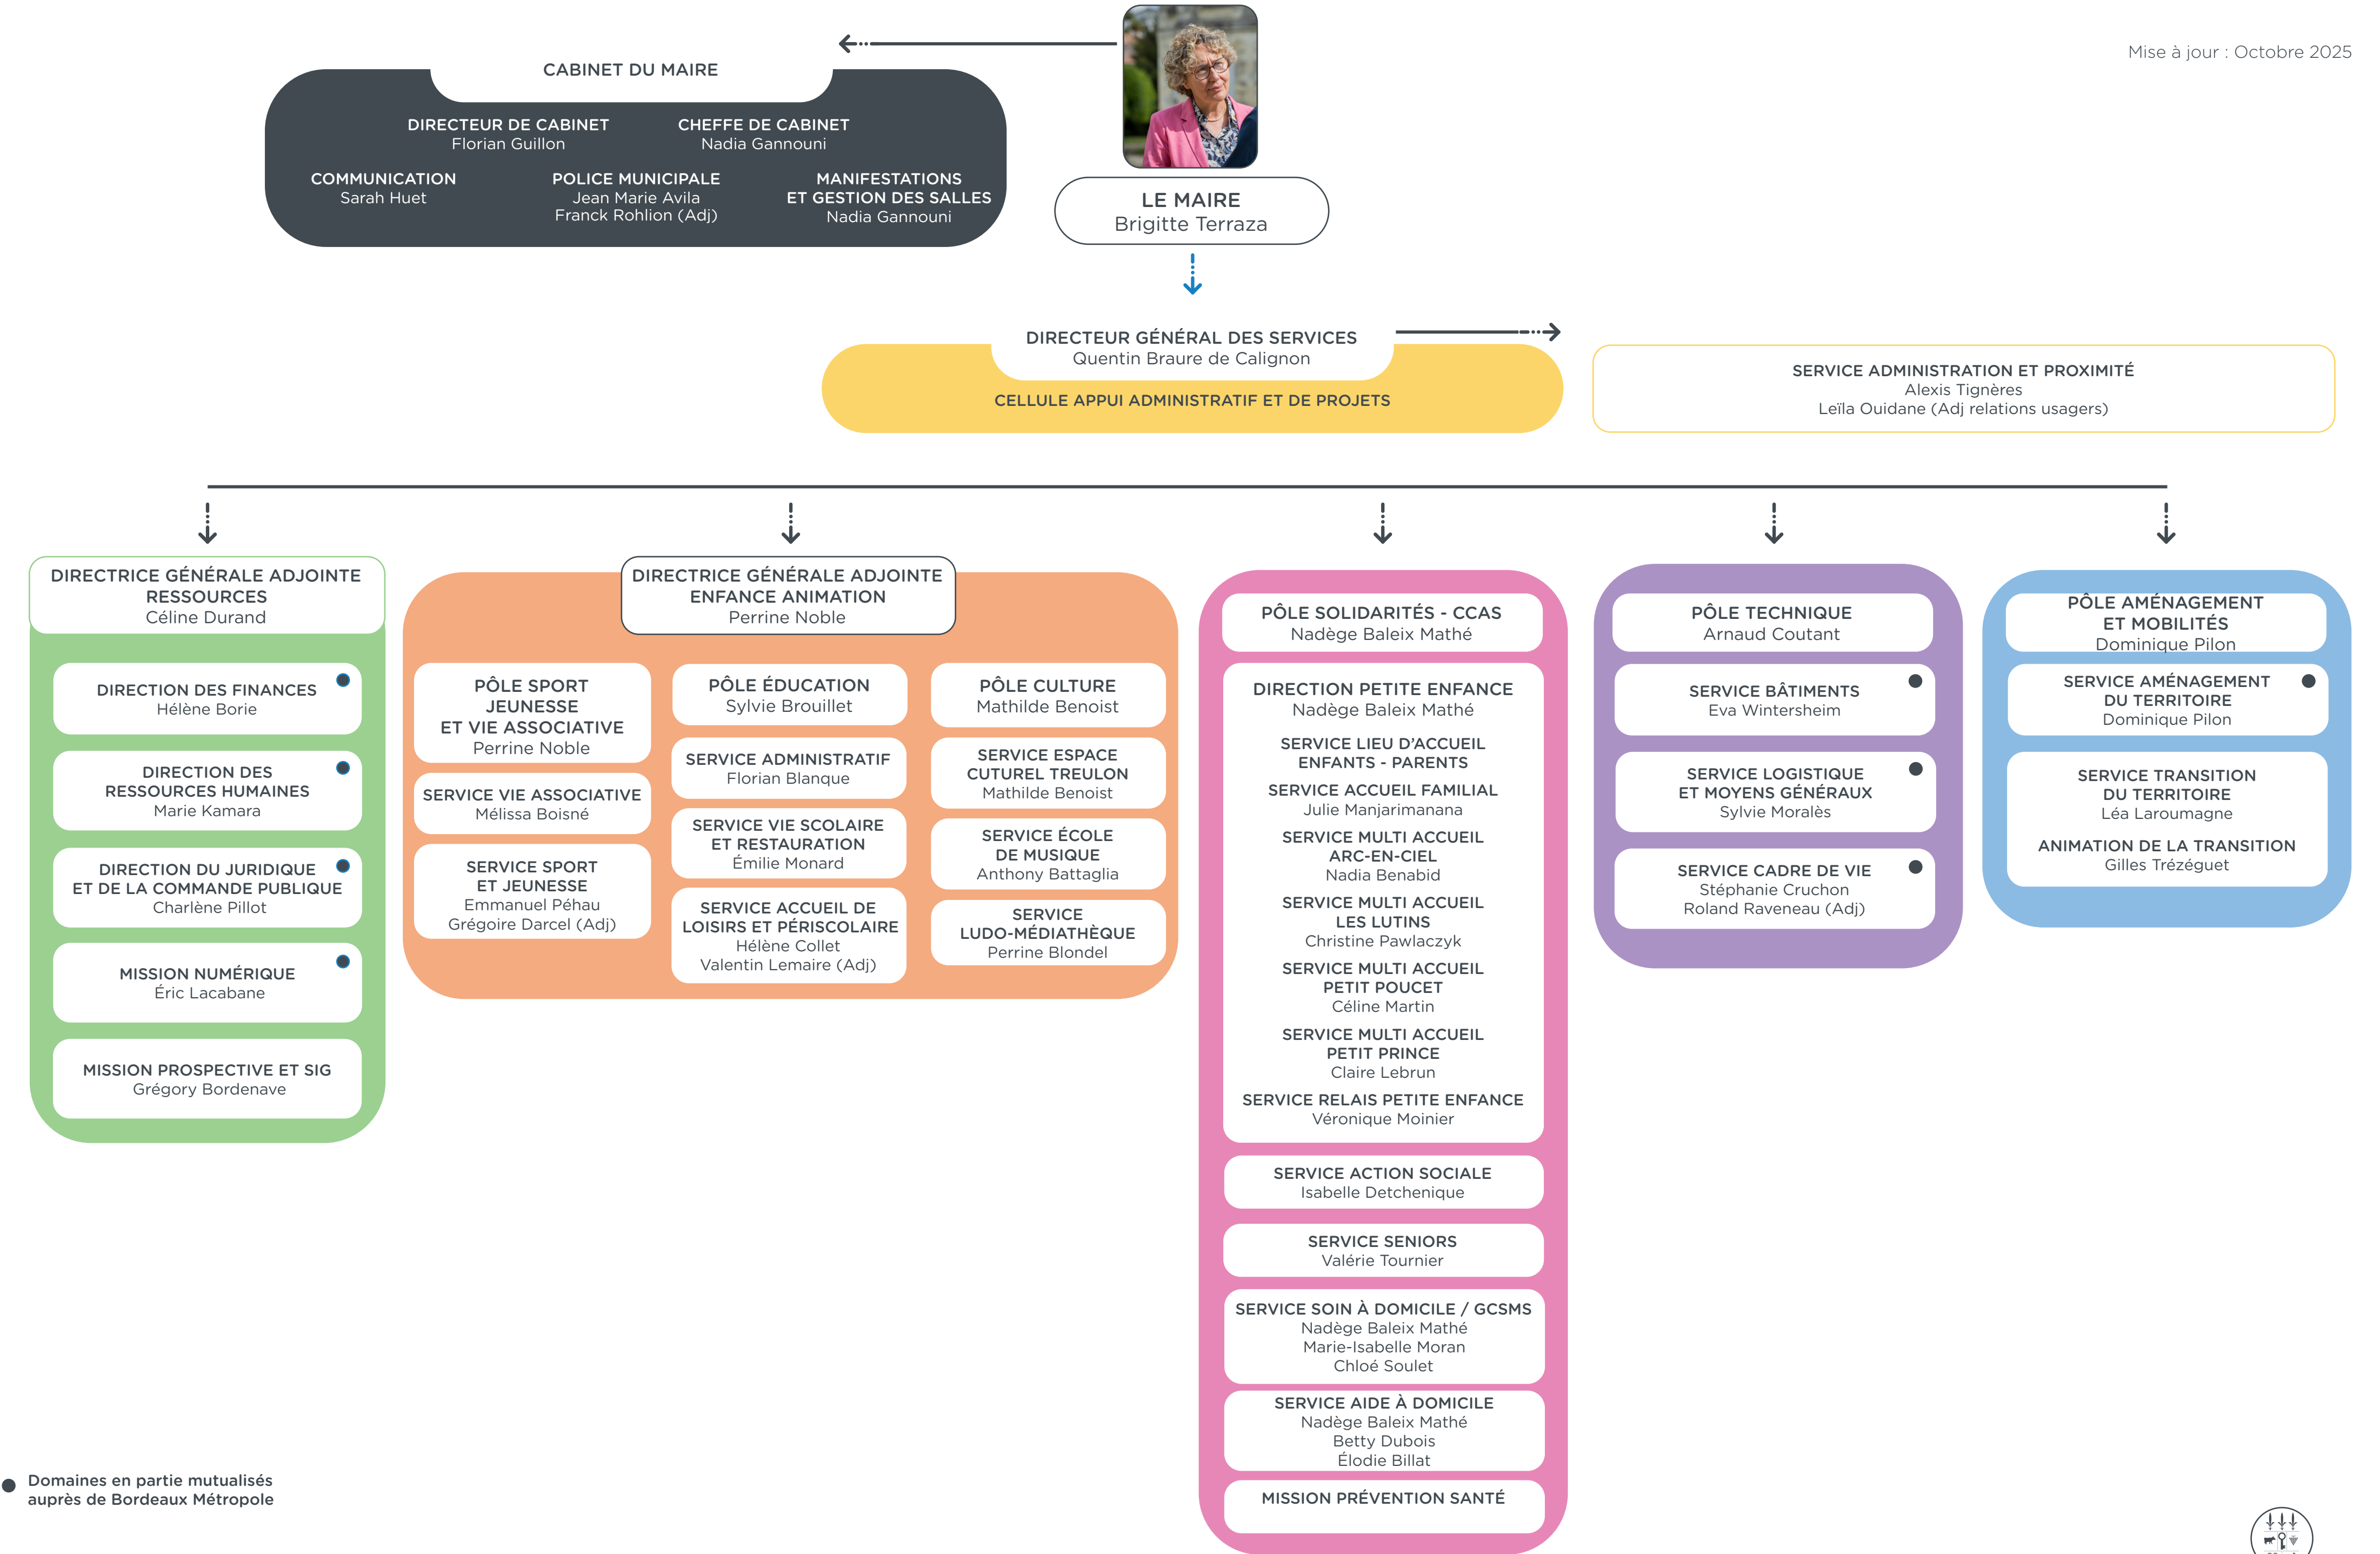 Mise à jour : Octobre 2025
CABINET DU MAIRE
DIRECTEUR DE CABINET
Florian Guillon
CHEFFE DE CABINET
Nadia Gannouni
COMMUNICATION
Sarah Huet
POLICE MUNICIPALE
Jean Marie Avila
Franck Rohlion (Adj)
MANIFESTATIONS
ET GESTION DES SALLES
Nadia Gannouni
LE MAIRE
Brigitte Terraza
DIRECTEUR GÉNÉRAL DES SERVICES
Quentin Braure de Calignon
CELLULE APPUI ADMINISTRATIF ET DE PROJETS
SERVICE ADMINISTRATION ET PROXIMITÉ
Alexis Tignères
Leïla Ouidane (Adj relations usagers)
DIRECTRICE GÉNÉRALE ADJOINTE
RESSOURCES
Céline Durand
DIRECTION DES FINANCES
Hélène Borie
DIRECTION DES
RESSOURCES HUMAINES
Marie Kamara
DIRECTION DU JURIDIQUE
ET DE LA COMMANDE PUBLIQUE
Charlène Pillot
MISSION NUMÉRIQUE
Éric Lacabane
MISSION PROSPECTIVE ET SIG
Grégory Bordenave
DIRECTRICE GÉNÉRALE ADJOINTE
ENFANCE ANIMATION
Perrine Noble
PÔLE SPORT
JEUNESSE
ET VIE ASSOCIATIVE
Perrine Noble
SERVICE VIE ASSOCIATIVE
Mélissa Boisné
SERVICE SPORT
ET JEUNESSE
Emmanuel Péhau
Grégoire Darcel (Adj)
PÔLE ÉDUCATION
Sylvie Brouillet
SERVICE ADMINISTRATIF
Florian Blanque
SERVICE VIE SCOLAIRE
ET RESTAURATION
Émilie Monard
SERVICE ACCUEIL DE
LOISIRS ET PÉRISCOLAIRE
Hélène Collet
Valentin Lemaire (Adj)
PÔLE CULTURE
Mathilde Benoist
SERVICE ESPACE
CUTUREL TREULON
Mathilde Benoist
SERVICE ÉCOLE
DE MUSIQUE
Anthony Battaglia
SERVICE
LUDO-MÉDIATHÈQUE
Perrine Blondel
PÔLE SOLIDARITÉS - CCAS
Nadège Baleix Mathé
DIRECTION PETITE ENFANCE
Nadège Baleix Mathé
SERVICE LIEU D’ACCUEIL
ENFANTS - PARENTS
SERVICE ACCUEIL FAMILIAL
Julie Manjarimanana
SERVICE MULTI ACCUEIL
ARC-EN-CIEL
Nadia Benabid
SERVICE MULTI ACCUEIL
LES LUTINS
Christine Pawlaczyk
SERVICE MULTI ACCUEIL
PETIT POUCET
Céline Martin
SERVICE MULTI ACCUEIL
PETIT PRINCE
Claire Lebrun
SERVICE RELAIS PETITE ENFANCE
Véronique Moinier
SERVICE ACTION SOCIALE
Isabelle Detchenique
SERVICE SENIORS
Valérie Tournier
SERVICE SOIN À DOMICILE / GCSMS
Nadège Baleix Mathé
Marie-Isabelle Moran
Chloé Soulet
SERVICE AIDE À DOMICILE
Nadège Baleix Mathé
Betty Dubois
Élodie Billat
MISSION PRÉVENTION SANTÉ
PÔLE TECHNIQUE
Arnaud Coutant
SERVICE BÂTIMENTS
Eva Wintersheim
SERVICE LOGISTIQUE
ET MOYENS GÉNÉRAUX
Sylvie Moralès
SERVICE CADRE DE VIE
Stéphanie Cruchon
Roland Raveneau (Adj)
PÔLE AMÉNAGEMENT
ET MOBILITÉS
Dominique Pilon
SERVICE AMÉNAGEMENT
DU TERRITOIRE
Dominique Pilon
SERVICE TRANSITION
DU TERRITOIRE
Léa Laroumagne
ANIMATION DE LA TRANSITION
Gilles Trézéguet
Domaines en partie mutualisés
auprès de Bordeaux Métropole